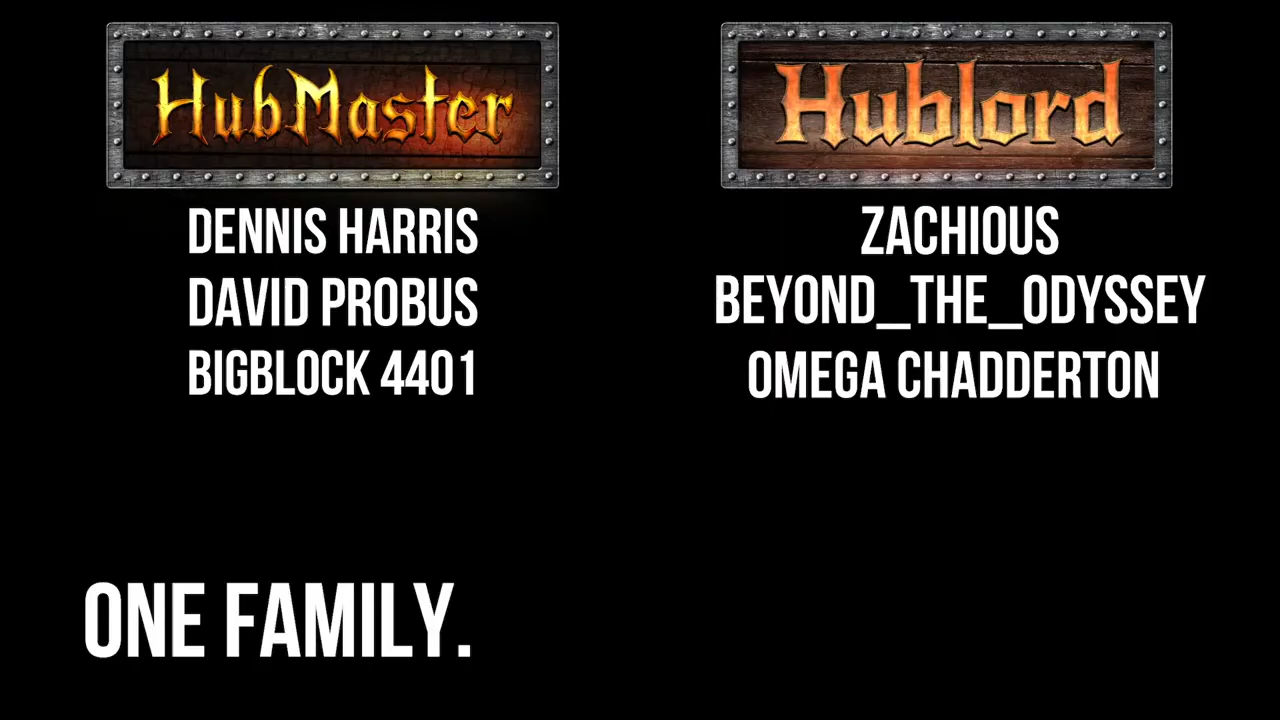 HubMaster
DENNIS HARRIS
DAVID PROBUS
BIGBLOCK 4401
Hublord
ZACHIOUS
BEYOND_THE_ODYSSEY
OMEGA CHADDERTON
ONE FAMILY.